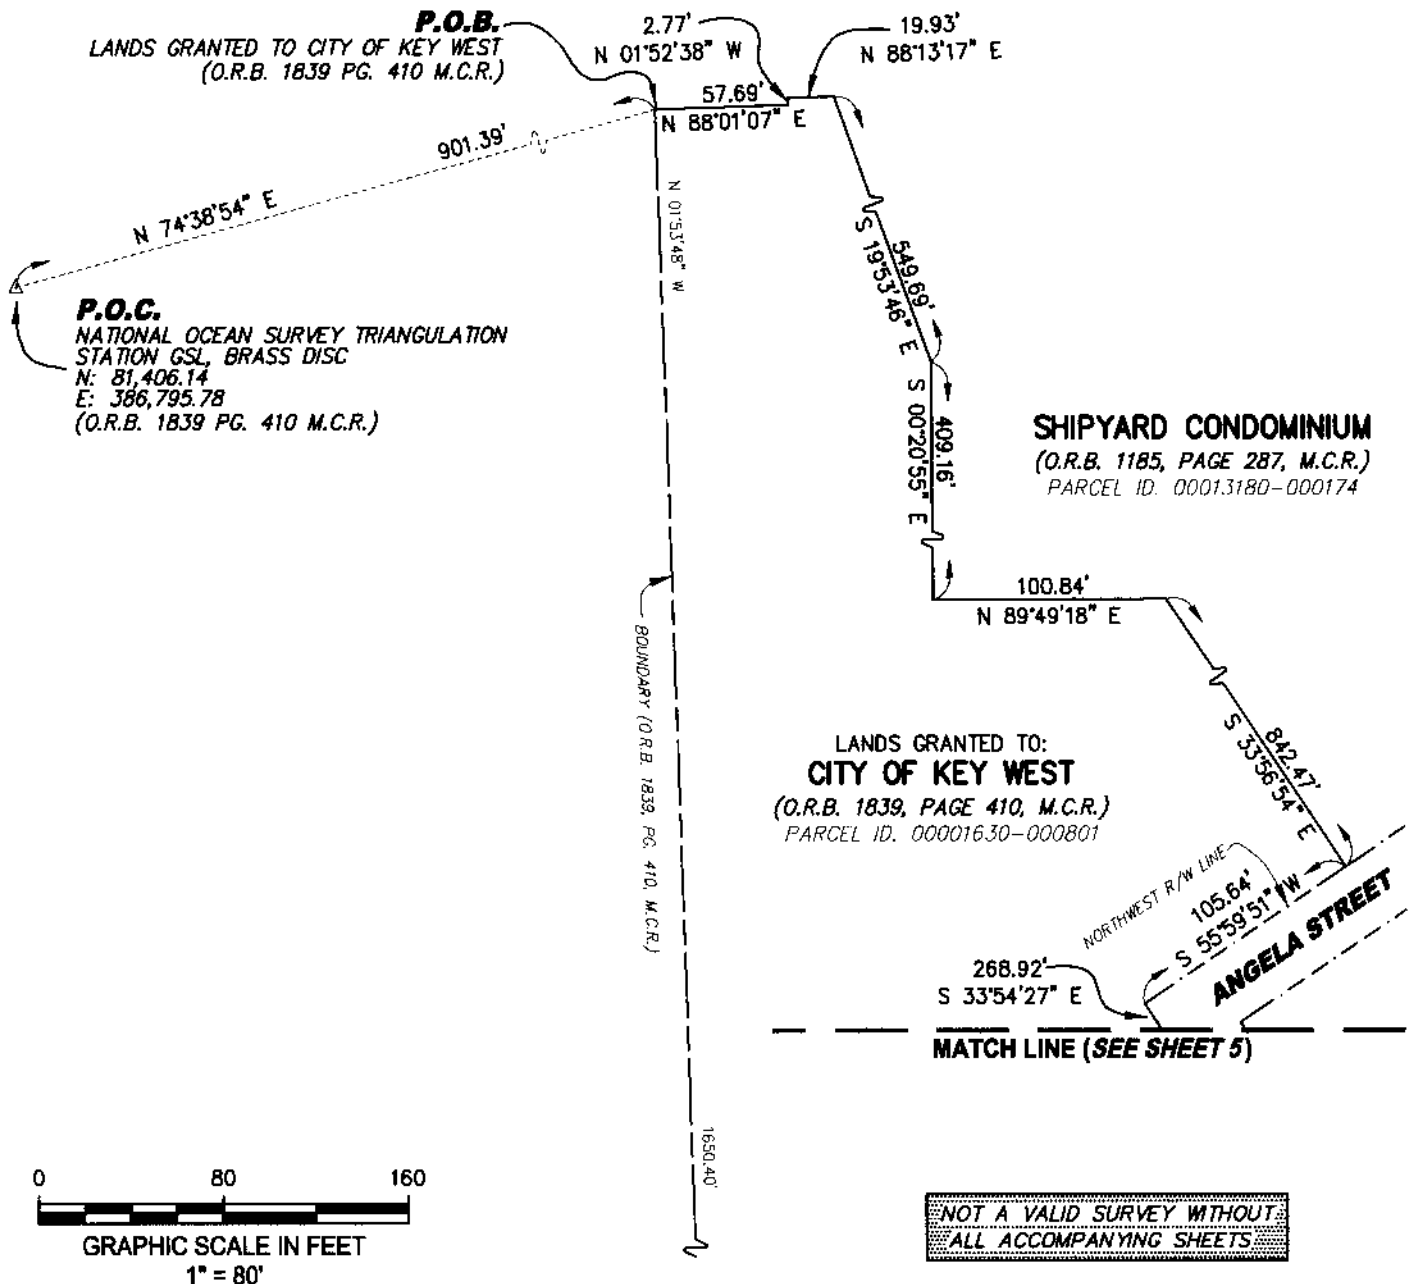 P.O.B.
LANDS GRANTED TO CITY OF KEY WEST
(O.R.B. 1839 PG. 410 M.C.R.)
2.77'
N 01°52'38" W
19.93'
N 88°13'17" E
57.69'
N 88°01'07" E
901.39'
N 74°38'54" E
N 01°53'48" W
P.O.C.
NATIONAL OCEAN SURVEY TRIANGULATION
STATION GSL, BRASS DISC
N: 81,406.14
E: 386,795.78
(O.R.B. 1839 PG. 410 M.C.R.)
549.69'
S 19°53'46" E
409.16'
S 00°20'55" E
SHIPYARD CONDOMINIUM
(O.R.B. 1185, PAGE 287, M.C.R.)
PARCEL ID. 00013180-000174
100.84'
N 89°49'18" E
BOUNDARY (O.R.B. 1839, PG. 410, M.C.R.)
842.47'
S 33°56'54" E
LANDS GRANTED TO:
CITY OF KEY WEST
(O.R.B. 1839, PAGE 410, M.C.R.)
PARCEL ID. 00001630-000801
NORTHWEST R/W LINE
105.64'
S 55°59'51" W
ANGELA STREET
268.92'
S 33°54'27" E
MATCH LINE (SEE SHEET 5)
1650.40'
0 80 160
GRAPHIC SCALE IN FEET
1" = 80'
NOT A VALID SURVEY WITHOUT
ALL ACCOMPANYING SHEETS